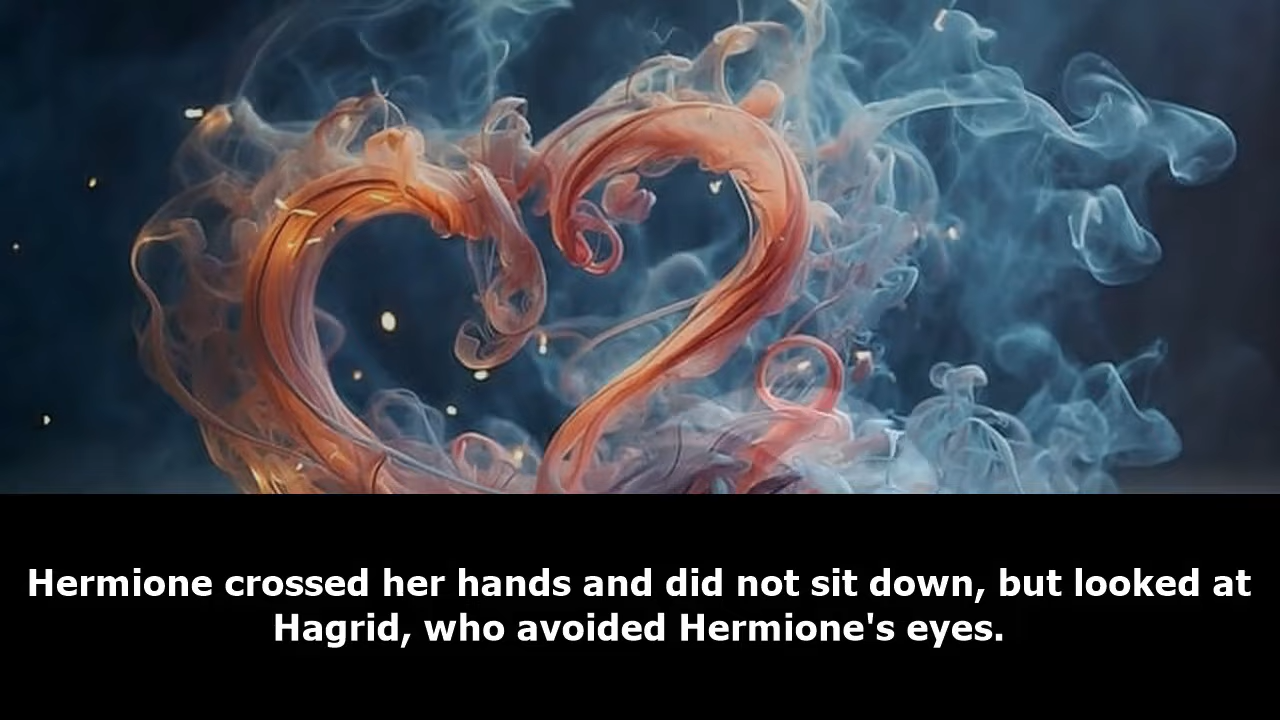 Hermione crossed her hands and did not sit down, but looked at
Hagrid, who avoided Hermione's eyes.